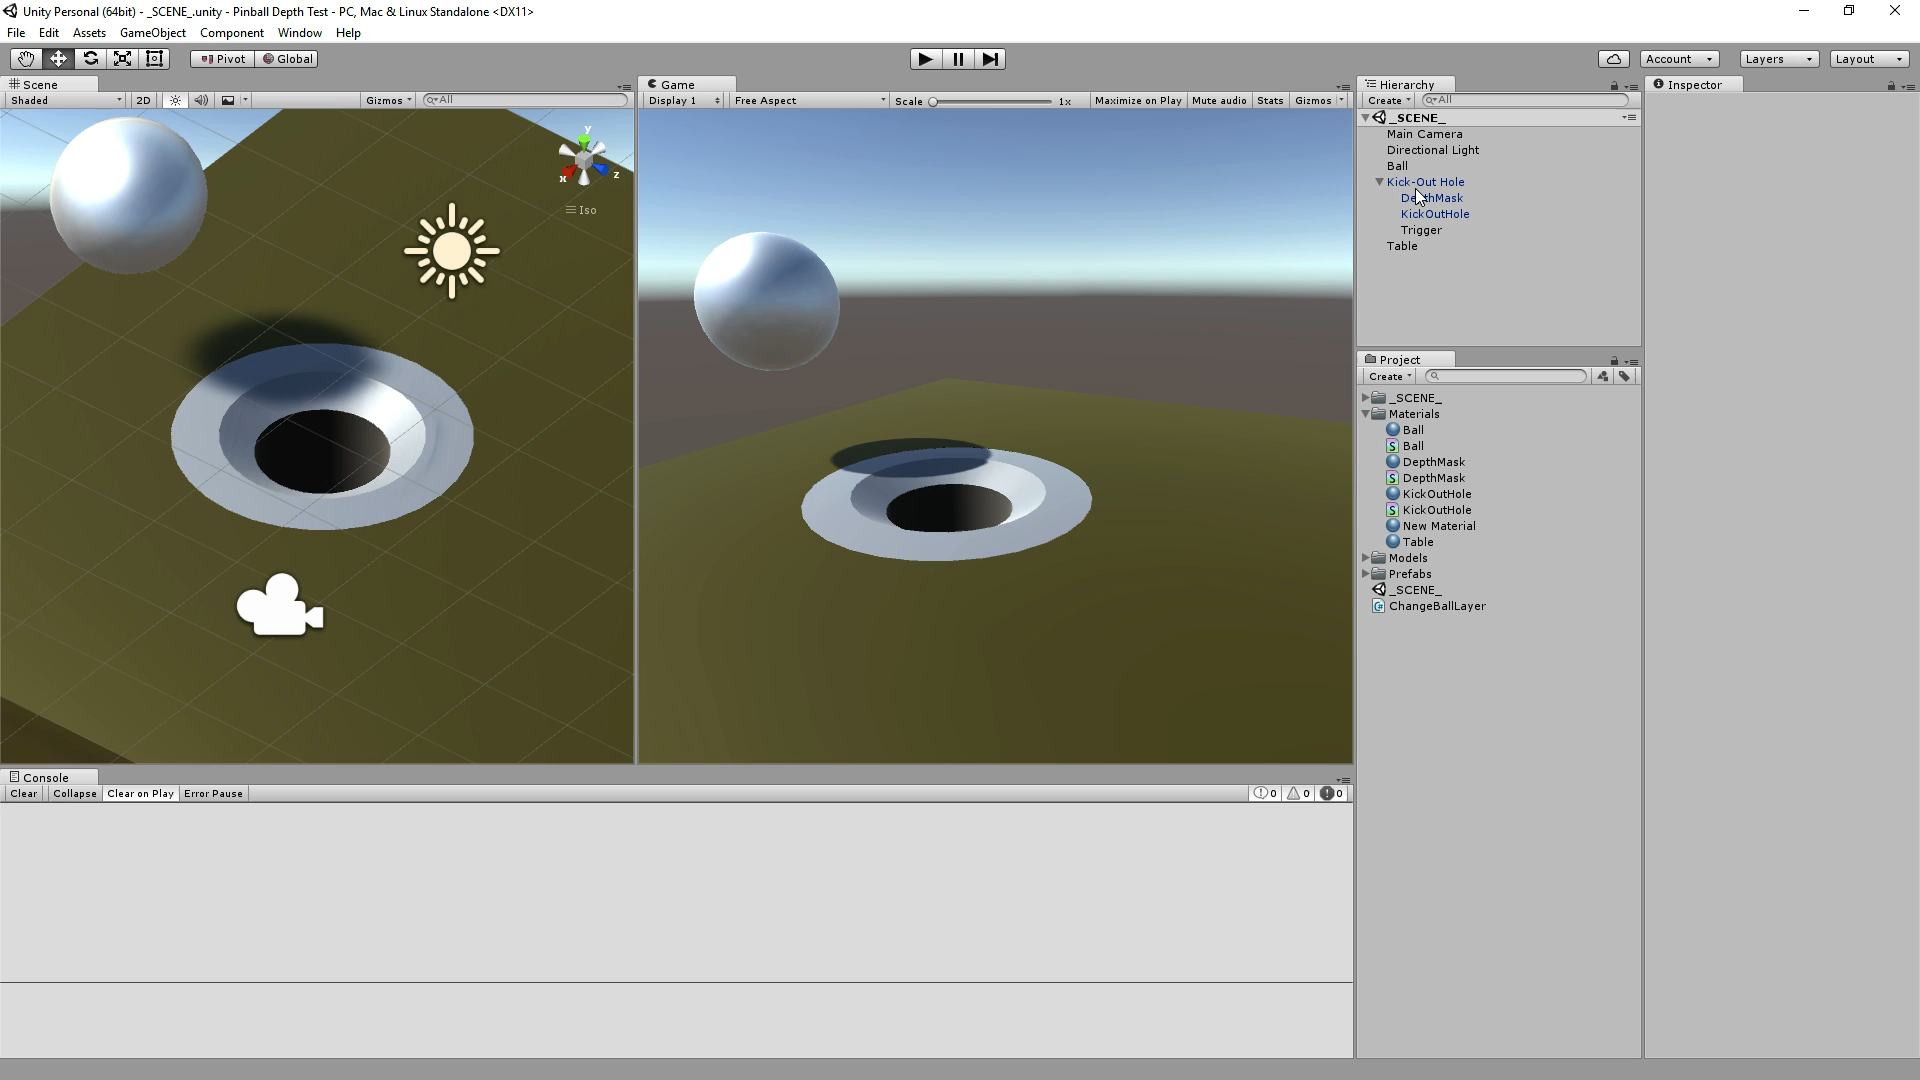 Unity Personal (64bit) - _SCENE_.unity - Pinball Depth Test - PC, Mac & Linux Standalone <DX11>
File Edit Assets GameObject Component Window Help
Pivot Global Account Layers Layout
Scene
Shaded 2D Gizmos All
y
x
z
Iso
Game
Display 1 Free Aspect Scale 1x Maximize on Play Mute audio Stats Gizmos
Hierarchy
Create All
_SCENE_
Main Camera
Directional Light
Ball
Kick-Out Hole
DepthMask
KickOutHole
Trigger
Table
Project
Create
_SCENE_
Materials
Ball
Ball
DepthMask
DepthMask
KickOutHole
KickOutHole
New Material
Table
Models
Prefabs
_SCENE_
ChangeBallLayer
Inspector
Console
Clear Collapse Clear on Play Error Pause 0 0 0